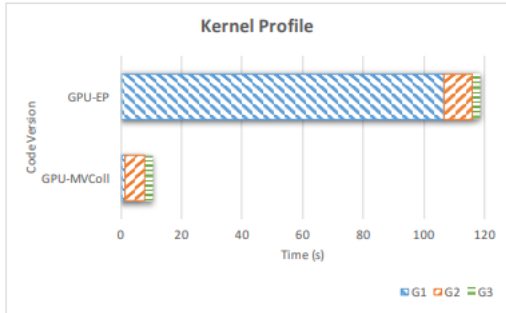 Kernel Profile
Code Version
GPU-EP
GPU-MVColl
0 20 40 60 80 100 120
Time (s)
G1 G2 G3